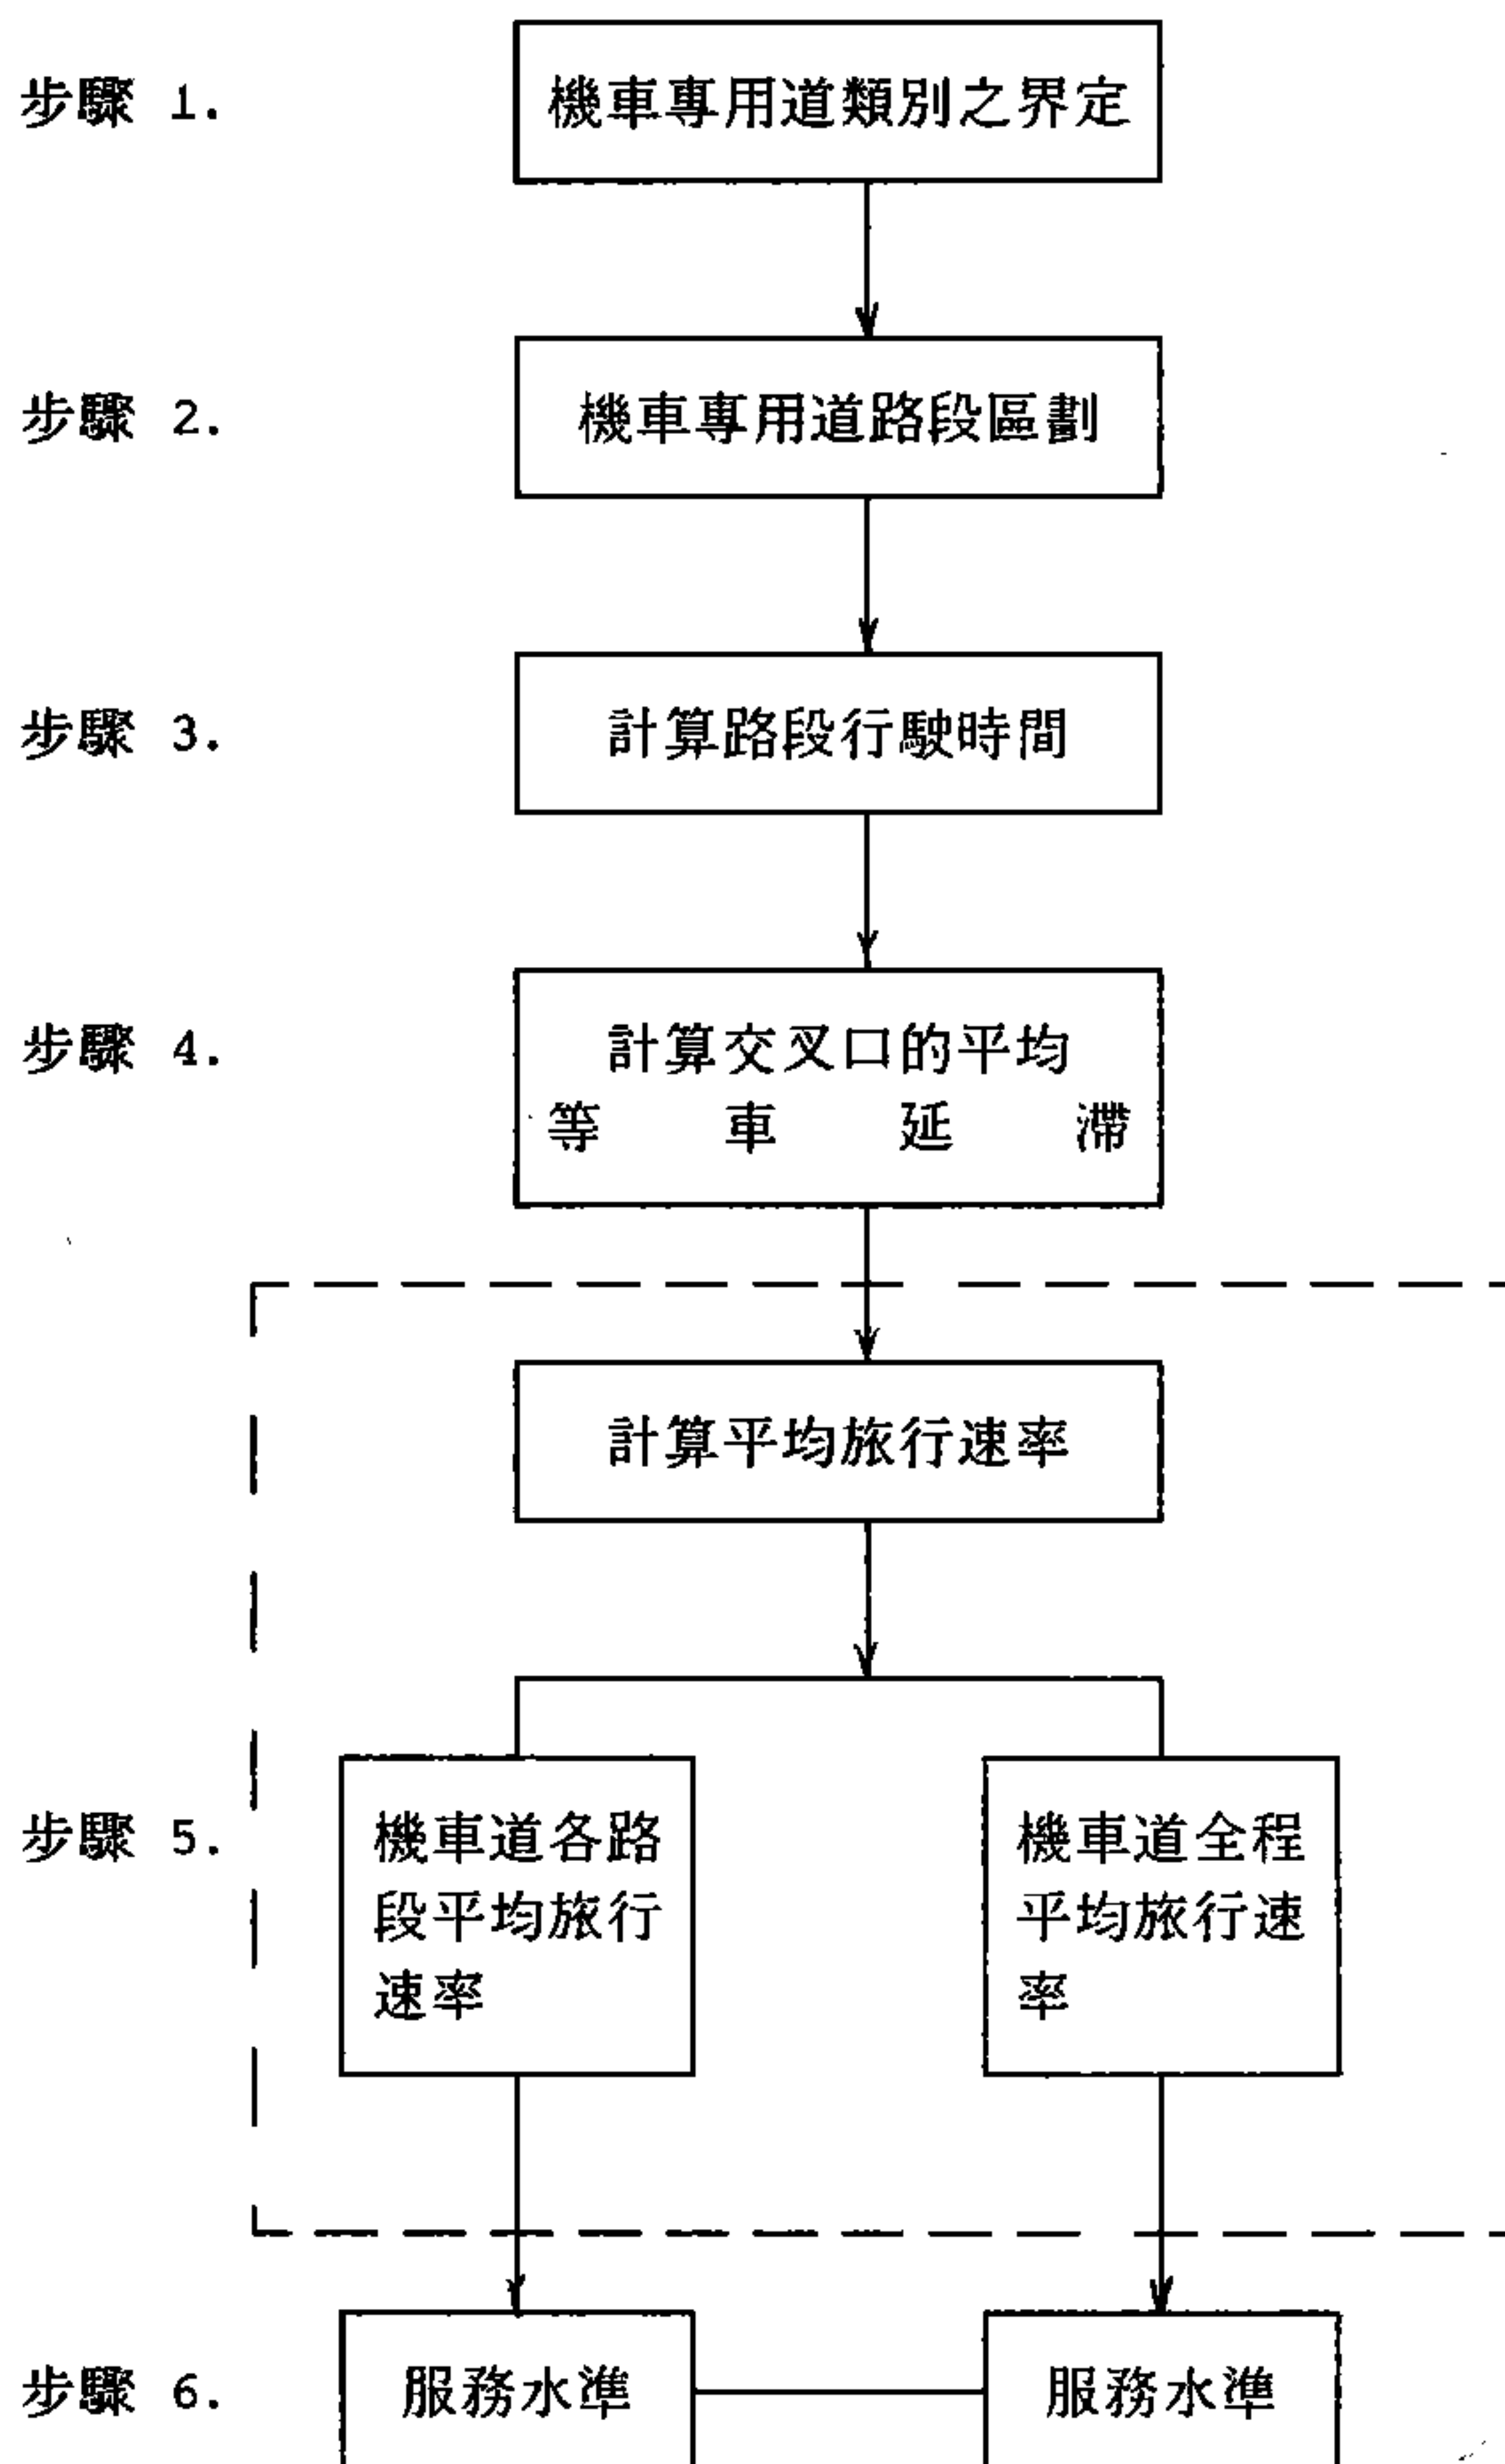 步驟 1.
機車專用道類別之界定
步驟 2.
機車專用道路段區劃
步驟 3.
計算路段行駛時間
步驟 4.
計算交叉口的平均
等 車 延 滯
計算平均旅行速率
步驟 5.
機車道各路
段平均旅行
速率
機車道全程
平均旅行速
率
步驟 6.
服務水準
服務水準